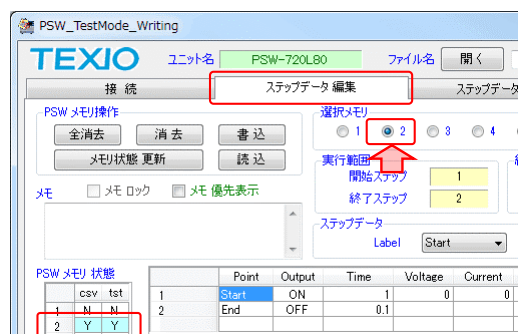 PSW_TestMode_Writing
TEXIO ユニット名 PSW-720L80 ファイル名 開く
接続 ステップデータ 編集 ステップデータ
PSW メモリ操作
全消去 消去 書込
メモリ状態 更新 読込
選択メモリ
1 2 3 4
実行範囲
開始ステップ 1
終了ステップ 2
メモ メモ ロック メモ 優先表示
ステップデータ
Label Start
PSW メモリ 状態
csv tst
1 N N
2 Y Y
Point Output Time Voltage Current
1 Start ON 1 0 0
2 End OFF 0.1